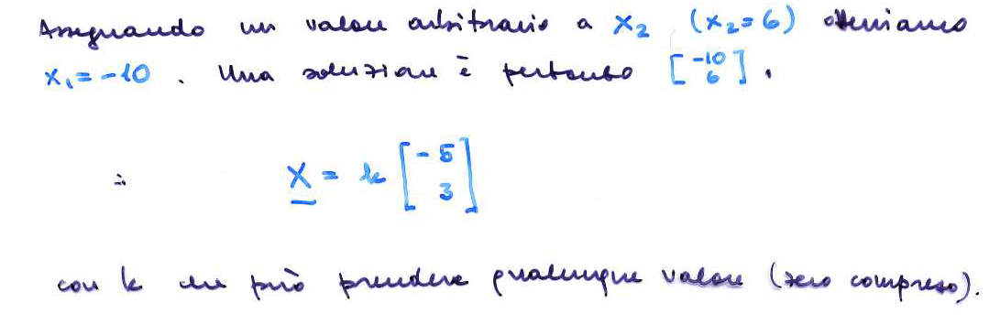 Assegnando un valore arbitrario a x₂ (x₂=6) otteniamo
x₁=-10. Una soluzione è pertanto [-10 6].
∴ X = k [-5 3]
con k che può prendere qualunque valore (zero compreso).